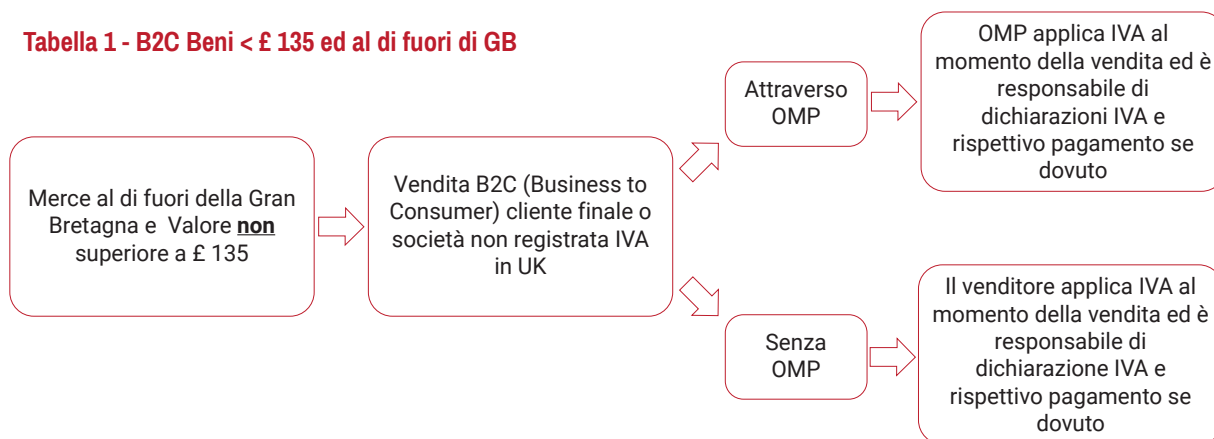 Tabella 1 - B2C Beni < £ 135 ed al di fuori di GB
Merce al di fuori della Gran
Bretagna e Valore non
superiore a £ 135
Vendita B2C (Business to
Consumer) cliente finale o
società non registrata IVA
in UK
Attraverso
OMP
OMP applica IVA al
momento della vendita ed è
responsabile di
dichiarazioni IVA e
rispettivo pagamento se
dovuto
Senza
OMP
Il venditore applica IVA al
momento della vendita ed è
responsabile di
dichiarazione IVA e
rispettivo pagamento se
dovuto